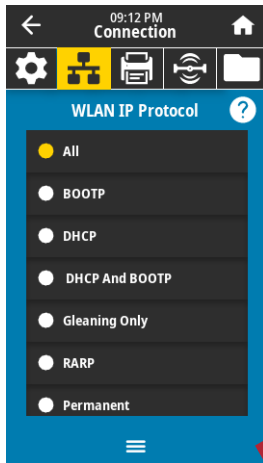 09:12 PM
Connection
WLAN IP Protocol
?
All
BOOTP
DHCP
DHCP And BOOTP
Gleaning Only
RARP
Permanent